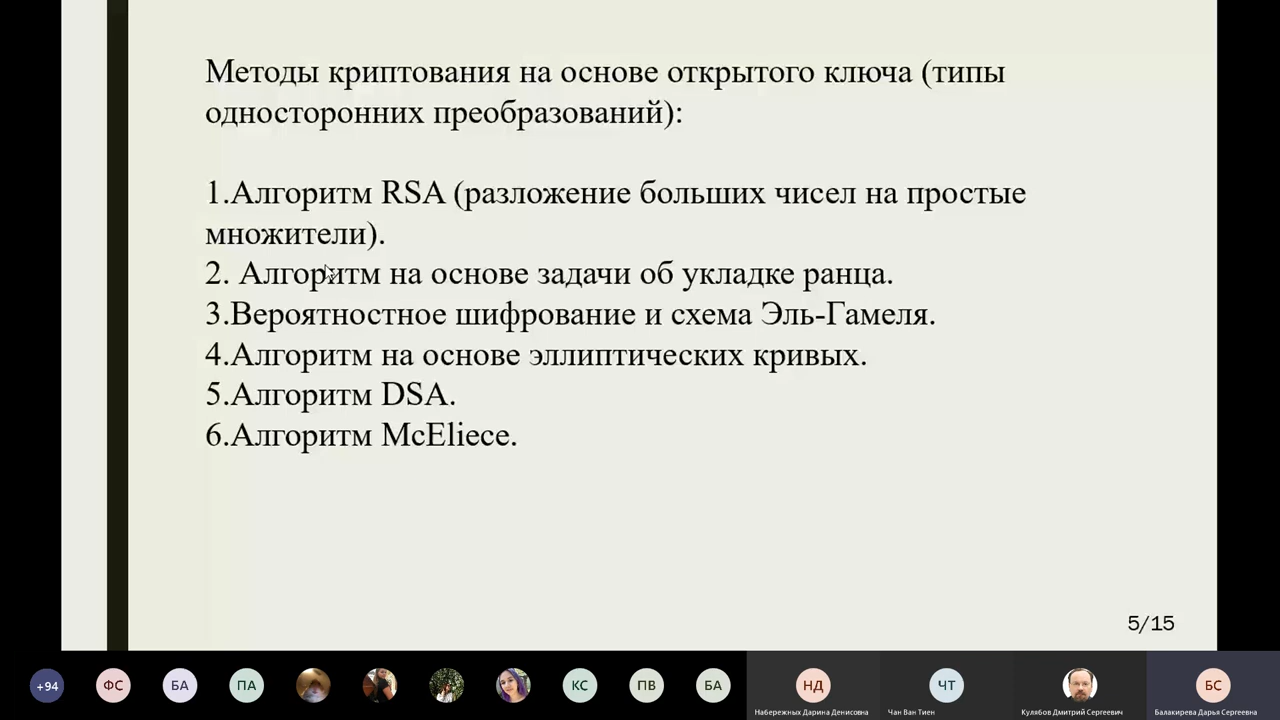 Методы криптования на основе открытого ключа (типы
односторонних преобразований):
1.Алгоритм RSA (разложение больших чисел на простые
множители).
2. Алгоритм на основе задачи об укладке ранца.
3.Вероятностное шифрование и схема Эль-Гамеля.
4.Алгоритм на основе эллиптических кривых.
5.Алгоритм DSA.
6.Алгоритм McEliece.
5/15
+94 ФС БА ПА КС ПВ БА НД ЧТ БС
Набережных Дарина Денисовна Чан Ван Тиен Кулябов Дмитрий Сергеевич Балакирева Дарья Сергеевна